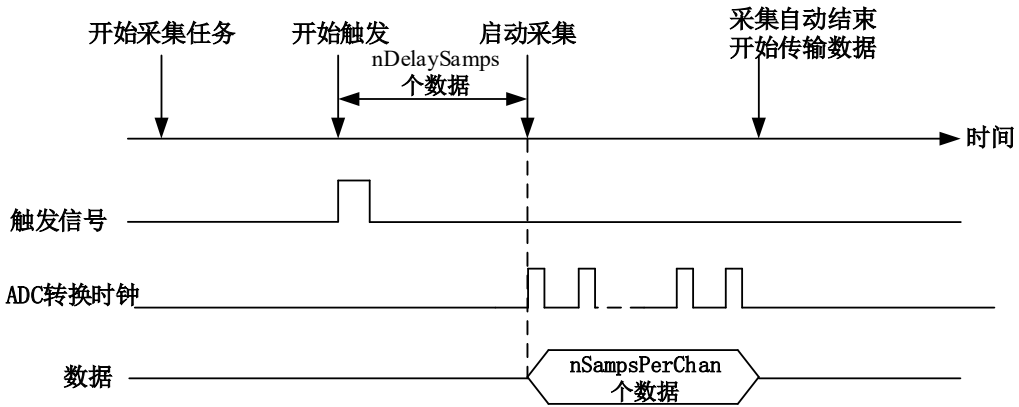 开始采集任务
开始触发
启动采集
采集自动结束
开始传输数据
nDelaySamps
个数据
时间
触发信号
ADC转换时钟
数据
nSampsPerChan
个数据